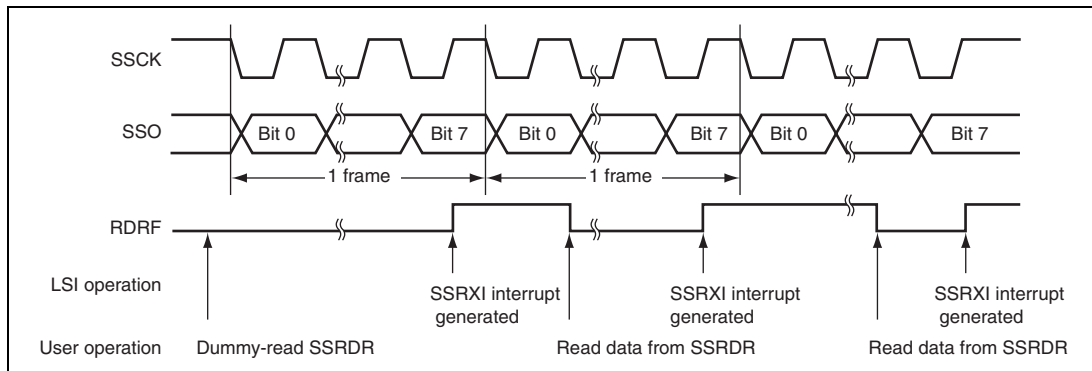 SSCK
SSO
Bit 0
Bit 7
Bit 0
Bit 7
Bit 0
Bit 7
1 frame
1 frame
RDRF
LSI operation
SSRXI interrupt
generated
SSRXI interrupt
generated
SSRXI interrupt
generated
User operation
Dummy-read SSRDR
Read data from SSRDR
Read data from SSRDR